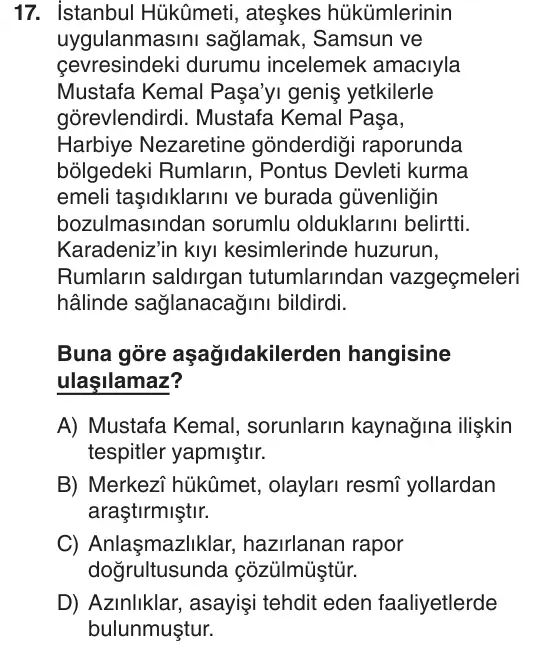 17. İstanbul Hükûmeti, ateşkes hükümlerinin
uygulanmasını sağlamak, Samsun ve
çevresindeki durumu incelemek amacıyla
Mustafa Kemal Paşa'yı geniş yetkilerle
görevlendirdi. Mustafa Kemal Paşa,
Harbiye Nezaretine gönderdiği raporunda
bölgedeki Rumların, Pontus Devleti kurma
emeli taşıdıklarını ve burada güvenliğin
bozulmasından sorumlu olduklarını belirtti.
Karadeniz'in kıyı kesimlerinde huzurun,
Rumların saldırgan tutumlarından vazgeçmeleri
hâlinde sağlanacağını bildirdi.
Buna göre aşağıdakilerden hangisine
ulaşılamaz?
A) Mustafa Kemal, sorunların kaynağına ilişkin
tespitler yapmıştır.
B) Merkezî hükûmet, olayları resmî yollardan
araştırmıştır.
C) Anlaşmazlıklar, hazırlanan rapor
doğrultusunda çözülmüştür.
D) Azınlıklar, asayişi tehdit eden faaliyetlerde
bulunmuştur.